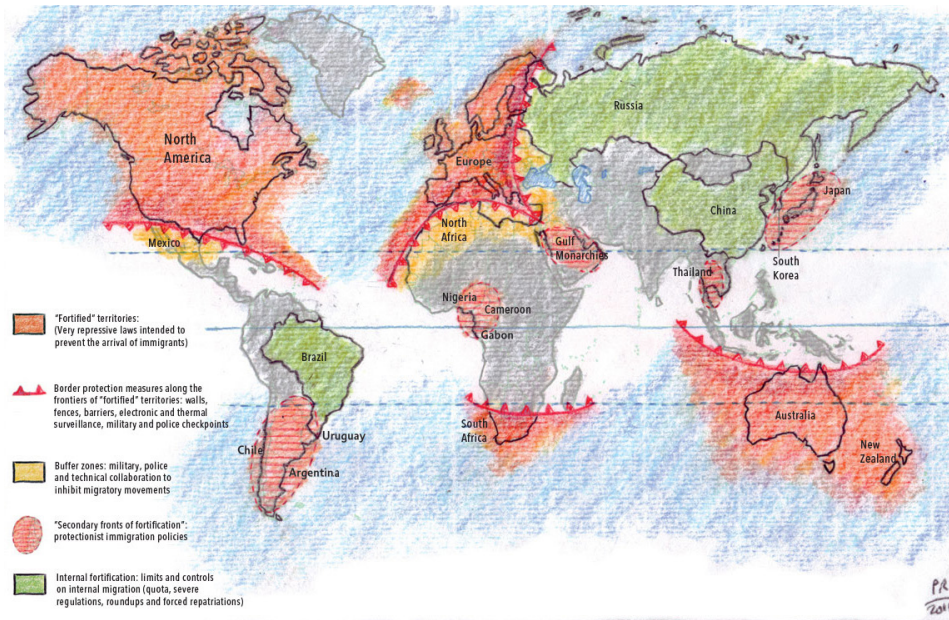 North
America
Russia
Europe
Japan
China
North
Africa
Mexico
Gulf
Monarchies
Thailand
South
Korea
Nigeria
Cameroon
Gabon
Brazil
Uruguay
Chile
Argentina
South
Africa
Australia
New
Zealand
"Fortified" territories:
(Very repressive laws intended to
prevent the arrival of immigrants)
Border protection measures along the
frontiers of "fortified" territories: walls,
fences, barriers, electronic and thermal
surveillance, military and police checkpoints
Buffer zones: military, police
and technical collaboration to
inhibit migratory movements
"Secondary fronts of fortification":
protectionist immigration policies
Internal fortification: limits and controls
on internal migration (quota, severe
regulations, roundups and forced repatriations)
PR